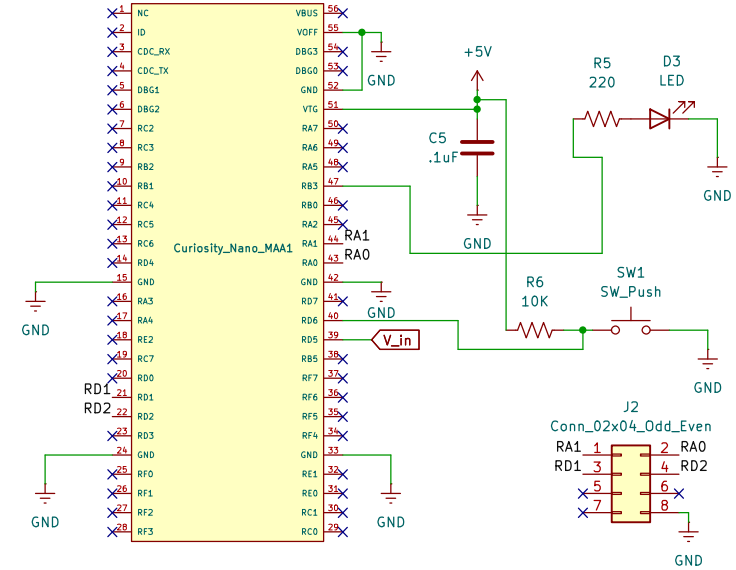 1 NC VBUS 56
2 ID VOFF 55
3 CDC_RX DBG3 54
4 CDC_TX DBG0 53
5 DBG1 GND 52
6 DBG2 VTG 51
7 RC2 RA7 50
8 RC3 RA6 49
9 RB2 RA5 48
10 RB1 RB3 47
11 RC4 RB0 46
12 RC5 RA2 45
13 RC6 RA1 44 RA1
14 RD4 RA0 43 RA0
15 GND GND 42
16 RA3 RD7 41
17 RA4 RD6 40
18 RE2 RD5 39
19 RC7 RB5 38
20 RD0 RF7 37
RD1 21 RD1 RF6 36
RD2 22 RD2 RF5 35
23 RD3 RF4 34
24 GND GND 33
25 RF0 RE1 32
26 RF1 RE0 31
27 RF2 RC1 30
28 RF3 RC0 29
Curiosity_Nano_MAA1
GND
GND
GND
GND
GND
V_in
+5V
C5
.1uF
GND
R5
220
D3
LED
GND
R6
10K
SW1
SW_Push
GND
J2
Conn_02x04_Odd_Even
RA1 1 2 RA0
RD1 3 4 RD2
5 6
7 8
GND